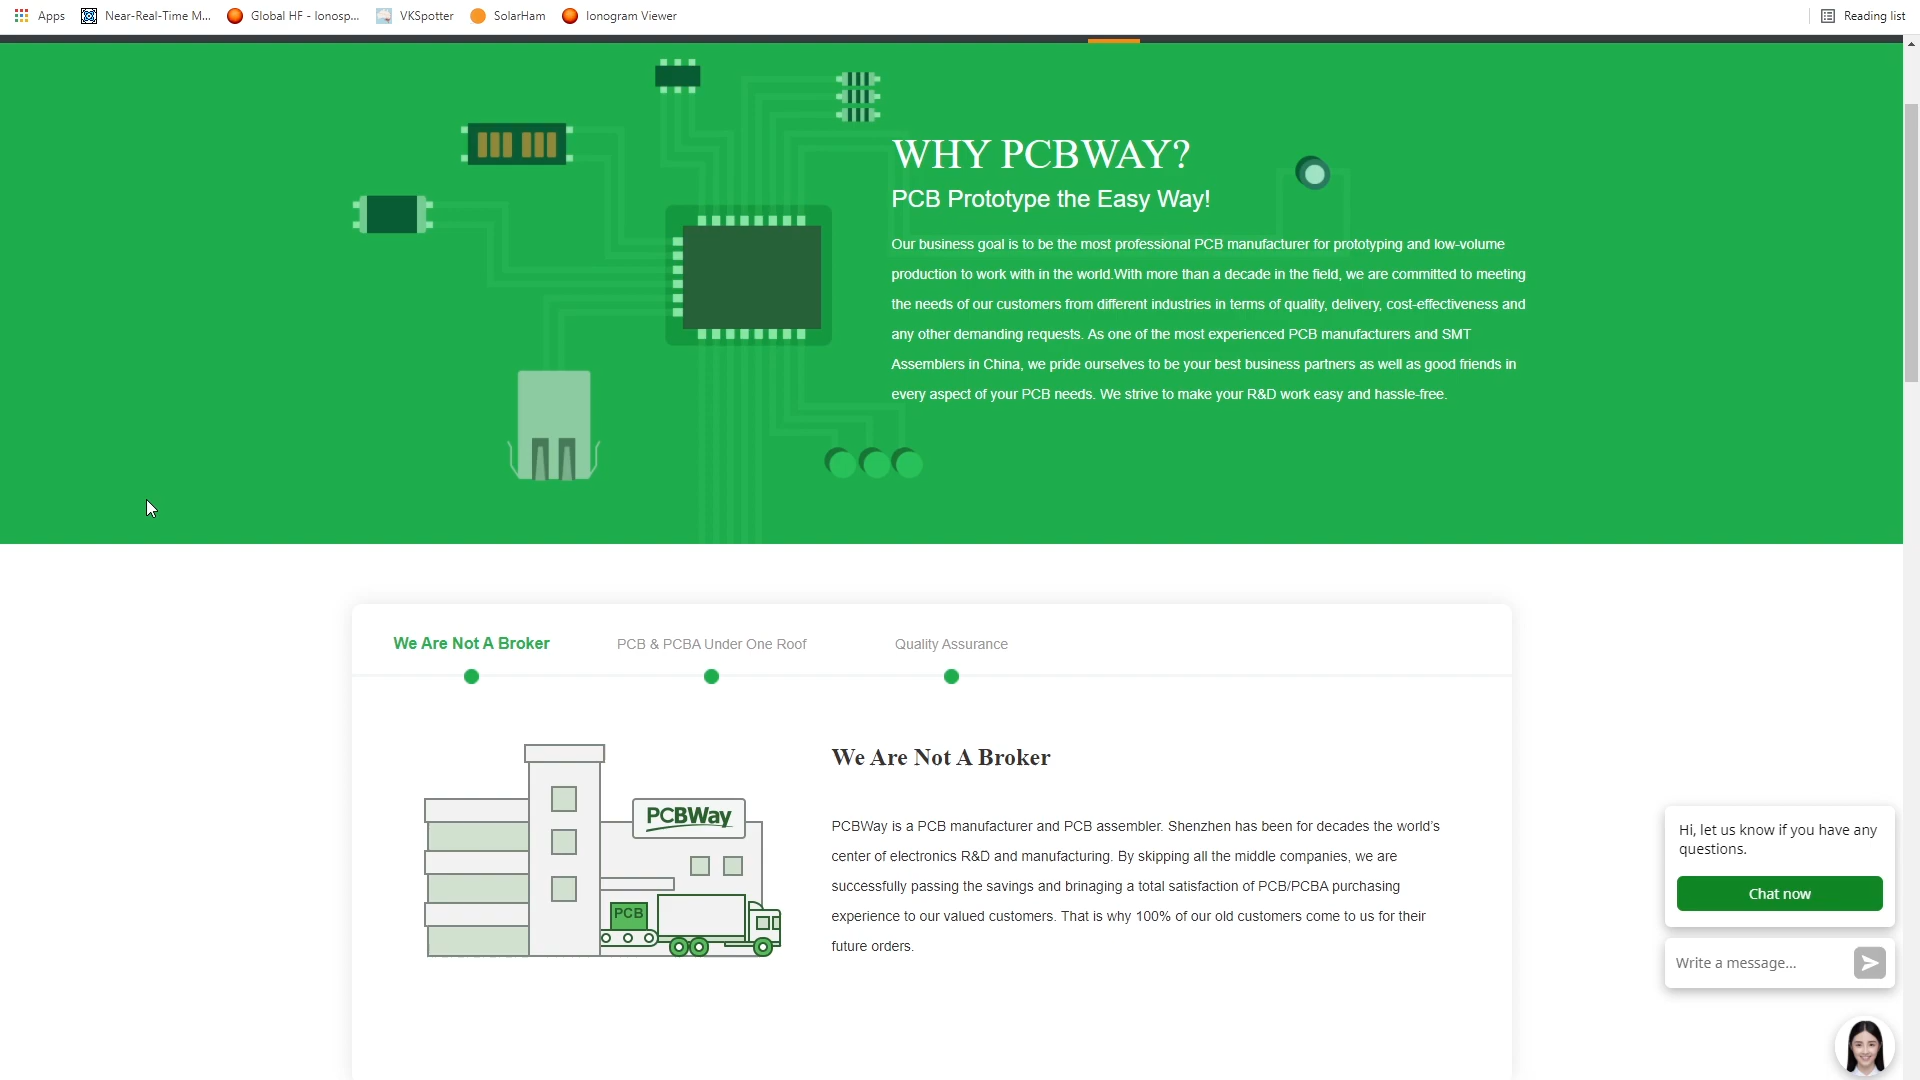 Apps Near-Real-Time M... Global HF - Ionosp... VKSpotter SolarHam Ionogram Viewer Reading list
WHY PCBWAY?
PCB Prototype the Easy Way!
Our business goal is to be the most professional PCB manufacturer for prototyping and low-volume
production to work with in the world.With more than a decade in the field, we are committed to meeting
the needs of our customers from different industries in terms of quality, delivery, cost-effectiveness and
any other demanding requests. As one of the most experienced PCB manufacturers and SMT
Assemblers in China, we pride ourselves to be your best business partners as well as good friends in
every aspect of your PCB needs. We strive to make your R&D work easy and hassle-free.
We Are Not A Broker PCB & PCBA Under One Roof Quality Assurance
We Are Not A Broker
PCBWay
PCB
PCBWay is a PCB manufacturer and PCB assembler. Shenzhen has been for decades the world's
center of electronics R&D and manufacturing. By skipping all the middle companies, we are
successfully passing the savings and brinaging a total satisfaction of PCB/PCBA purchasing
experience to our valued customers. That is why 100% of our old customers come to us for their
future orders.
Hi, let us know if you have any
questions.
Chat now
Write a message...